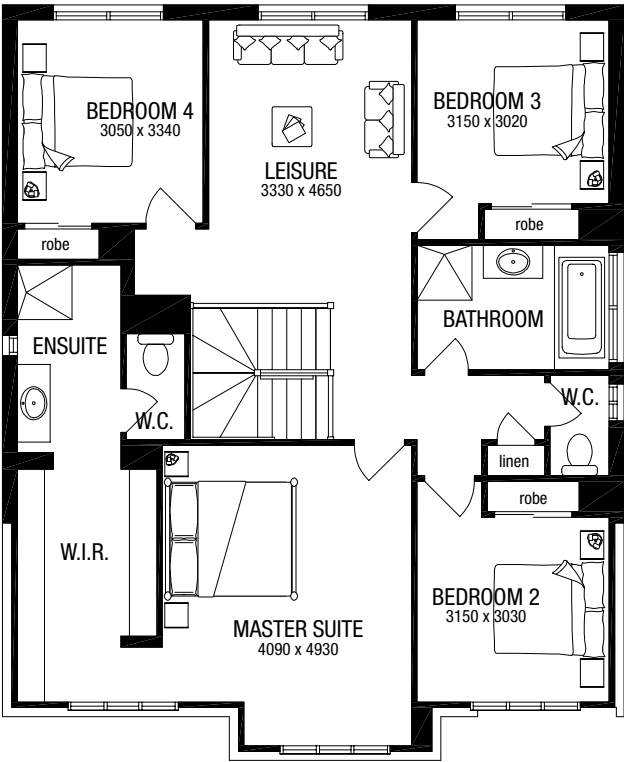 BEDROOM 4
3050 x 3340
BEDROOM 3
3150 x 3020
LEISURE
3330 x 4650
robe
robe
BATHROOM
ENSUITE
W.C.
W.C.
linen
robe
W.I.R.
BEDROOM 2
3150 x 3030
MASTER SUITE
4090 x 4930